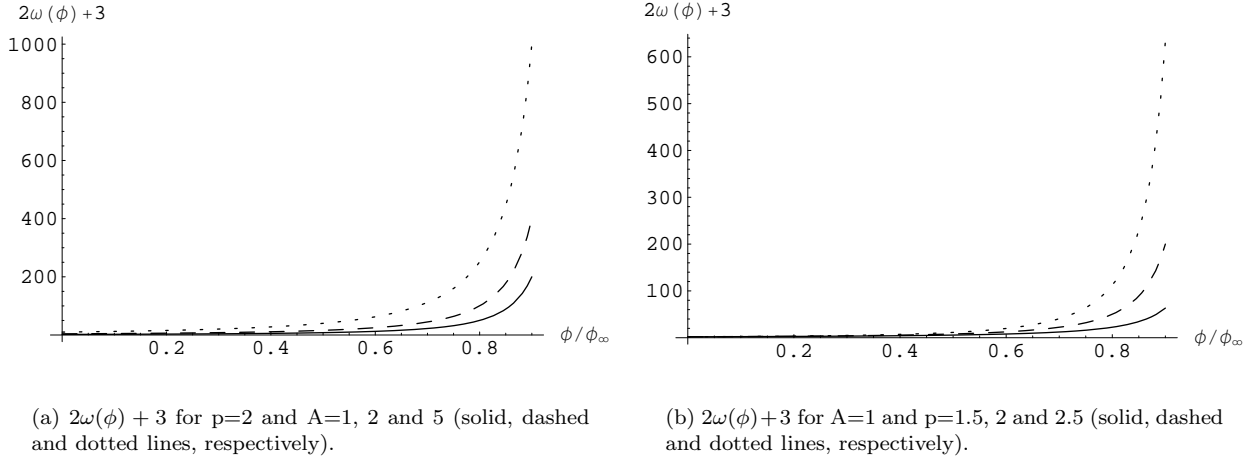 2ω(φ)+3
1000
800
600
400
200
0.2 0.4 0.6 0.8
φ/φ∞
(a) 2ω(φ) + 3 for p=2 and A=1, 2 and 5 (solid, dashed
and dotted lines, respectively).
2ω(φ)+3
600
500
400
300
200
100
0.2 0.4 0.6 0.8
φ/φ∞
(b) 2ω(φ)+3 for A=1 and p=1.5, 2 and 2.5 (solid, dashed
and dotted lines, respectively).